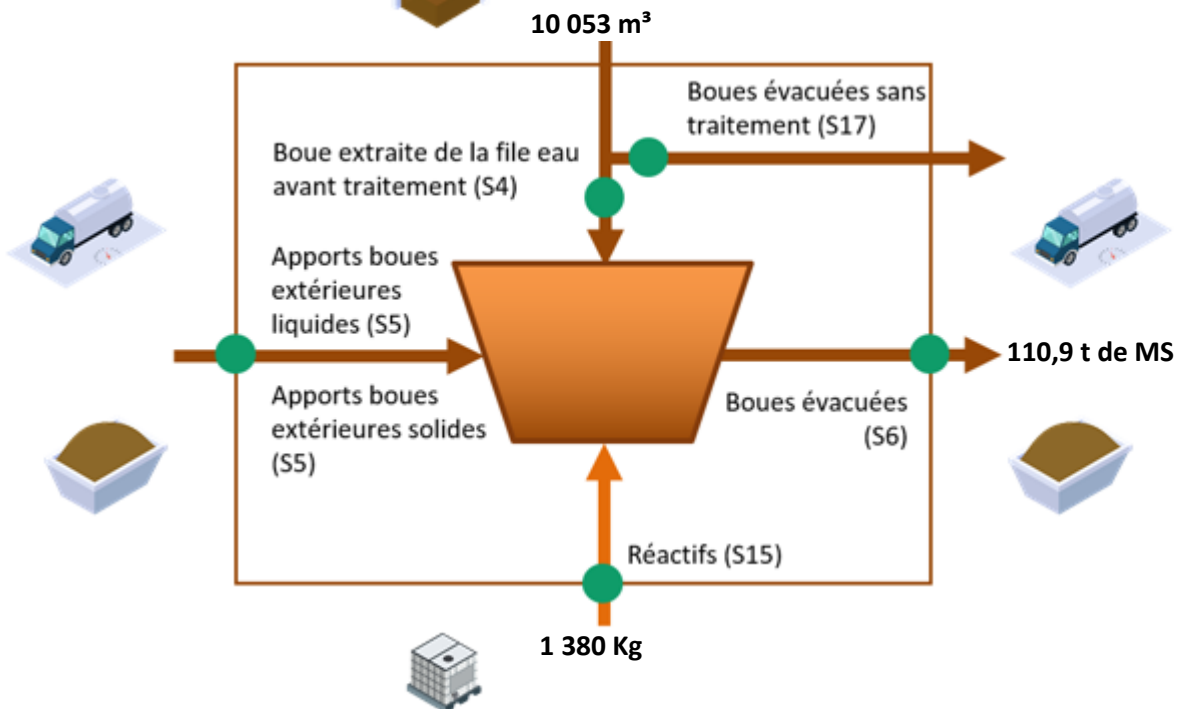 10 053 m³
Boues évacuées sans
traitement (S17)
Boue extraite de la file eau
avant traitement (S4)
Apports boues
extérieures
liquides (S5)
110,9 t de MS
Apports boues
extérieures solides
(S5)
Boues évacuées
(S6)
Réactifs (S15)
1 380 Kg